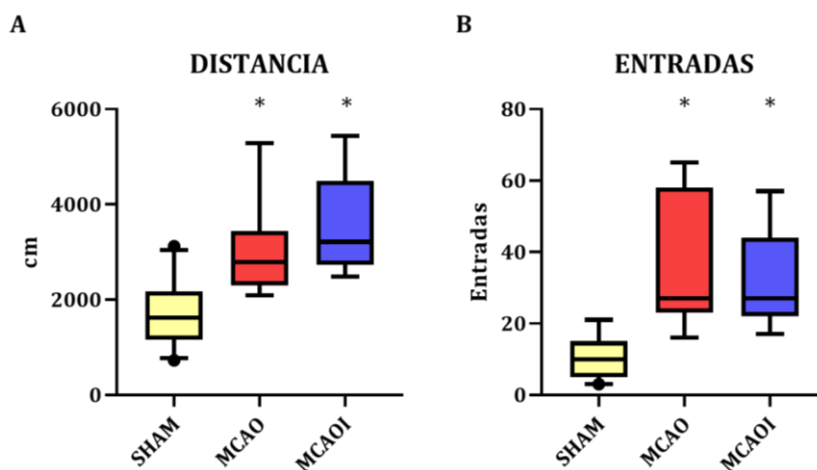 A
DISTANCIA
* *
6000
4000
2000
0
cm
SHAM
MCAO
MCAOI
B
ENTRADAS
* *
80
60
40
20
0
Entradas
SHAM
MCAO
MCAOI